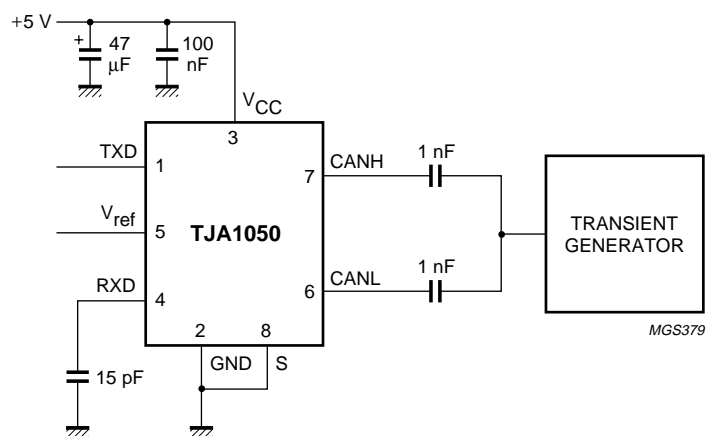 +5 V
+
47
μF
100
nF
VCC
3
TXD
1
7
CANH
1 nF
Vref
5
TJA1050
TRANSIENT
GENERATOR
RXD
4
6
CANL
1 nF
MGS379
2
8
GND
S
15 pF